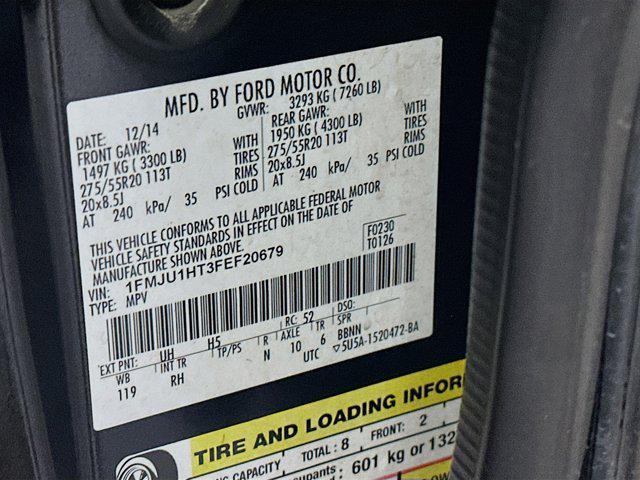 MFD. BY FORD MOTOR CO.
DATE: 12/14 GVWR: 3293 KG ( 7260 LB)
FRONT GAWR: REAR GAWR:
1497 KG ( 3300 LB) WITH 1950 KG ( 4300 LB) WITH
275/55R20 113T TIRES 275/55R20 113T TIRES
20x8.5J RIMS 20x8.5J RIMS
AT 240 kPa/ 35 PSI COLD AT 240 kPa/ 35 PSI COLD
THIS VEHICLE CONFORMS TO ALL APPLICABLE FEDERAL MOTOR
VEHICLE SAFETY STANDARDS IN EFFECT ON THE DATE OF
MANUFACTURE SHOWN ABOVE.
F0230
T0126
VIN: 1FMJU1HT3FEF20679
TYPE: MPV
EXT PNT: UH H5 RC: 52 DSO:
WB INT TR TP/PS R AXLE TR SPR
119 RH N 10 6 BBNN
UTC ▽5U5A-1520472-BA
TIRE AND LOADING INFOR
NG CAPACITY TOTAL: 8 FRONT: 2
upants: 601 kg or 132